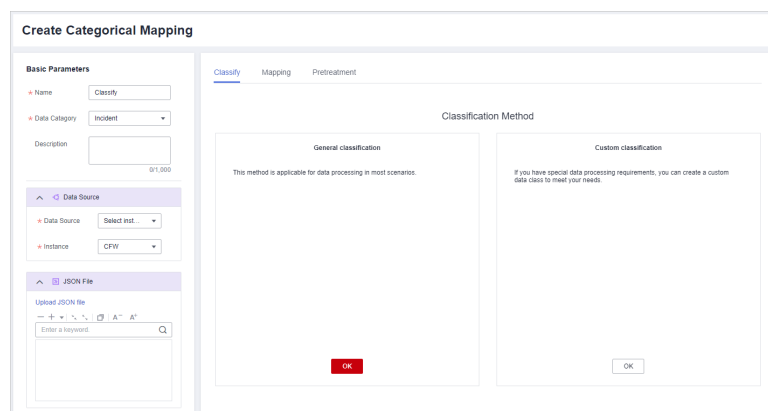 Create Categorical Mapping
Basic Parameters
* Name
Classify
* Data Catagory
Incident
Description
0/1,000
Data Source
* Data Source
Select inst...
* Instance
CFW
JSON File
Upload JSON file
A- A+
Enter a keyword.
Classify Mapping Pretreatment
Classification Method
General classification
This method is applicable for data processing in most scenarios.
OK
Custom classification
If you have special data processing requirements, you can create a custom
data class to meet your needs.
OK